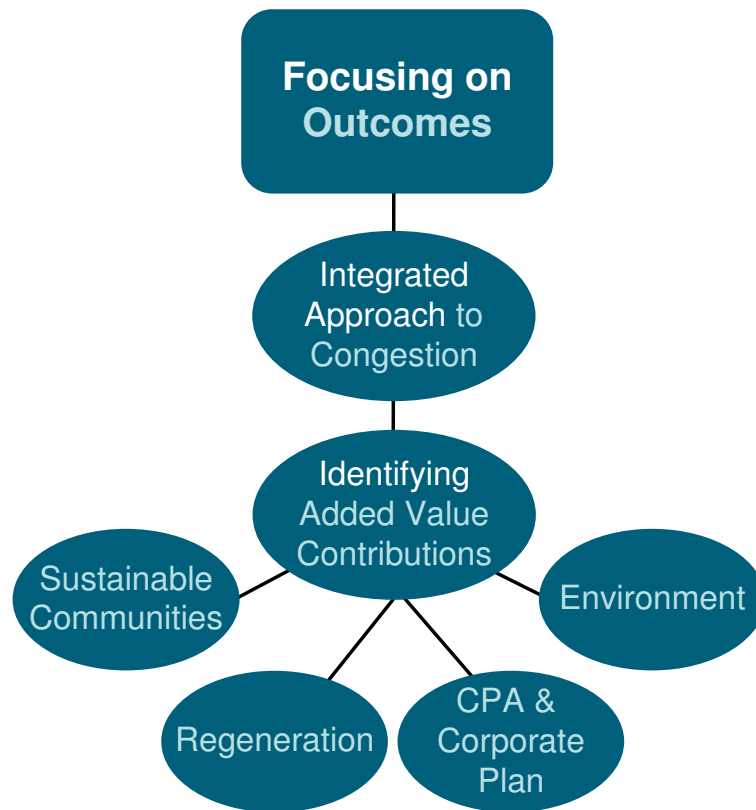 Focusing on
Outcomes
Integrated
Approach to
Congestion
Identifying
Added Value
Contributions
Sustainable
Communities
Environment
Regeneration
CPA &
Corporate
Plan